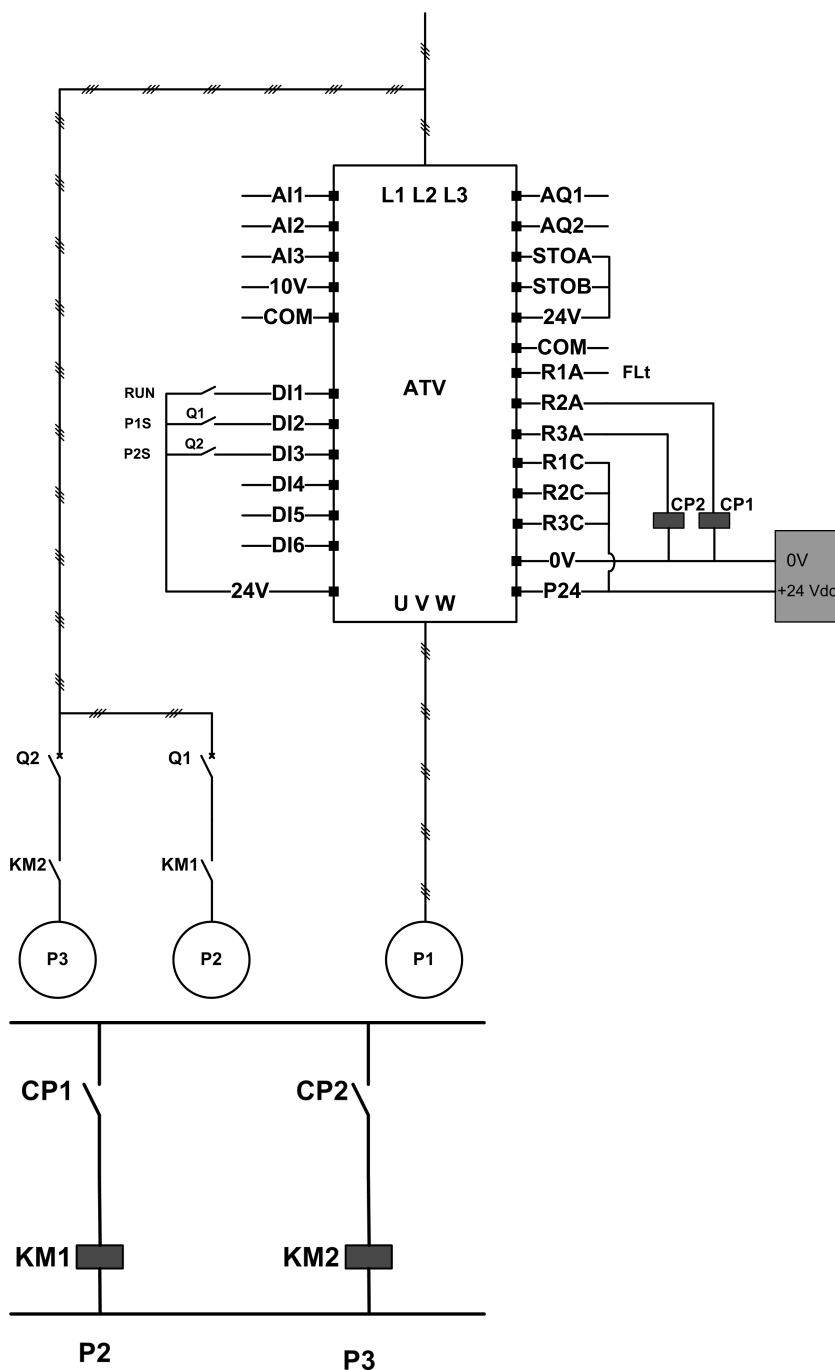 L1 L2 L3
AI1
AQ1
AI2
AQ2
AI3
STOA
10V
STOB
COM
24V
COM
ATV
R1A
FLt
RUN
DI1
R2A
P1S
Q1
DI2
R3A
P2S
Q2
DI3
R1C
DI4
R2C
CP2
CP1
DI5
R3C
DI6
0V
0V
24V
U V W
P24
+24 Vdc
Q2
Q1
KM2
KM1
P3
P2
P1
CP1
CP2
KM1
KM2
P2
P3